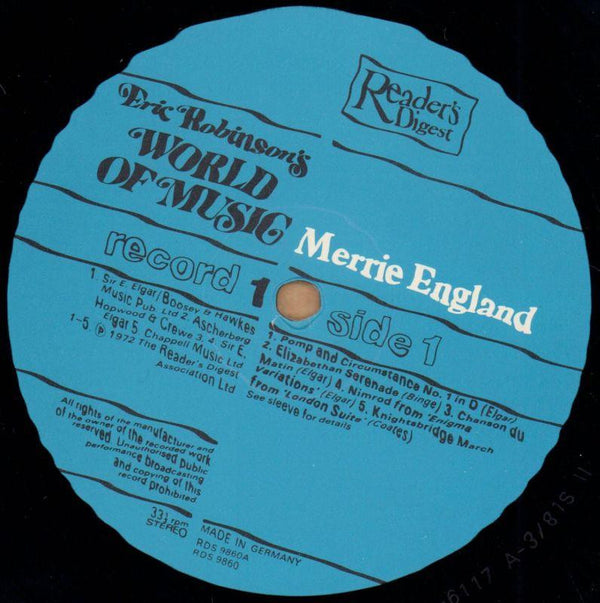 Reader's
Digest
Eric Robinson's
WORLD
OF MUSIC
Merrie England
record 1
side 1
1. Sir E. Elgar/Boosey & Hawkes
Music Pub. Ltd 2. Ascherberg
Hopwood & Crewe 3, 4. Sir E.
Elgar 5. Chappell Music Ltd
1-5. ℗ 1972 The Reader's Digest
Association Ltd
1. Pomp and Circumstance No. 1 in D (Elgar)
2. Elizabethan Serenade (Binge) 3. Chanson du
Matin (Elgar) 4. Nimrod from 'Enigma
Variations' (Elgar) 5. Knightsbridge March
from 'London Suite' (Coates)
See sleeve for details
All rights of the manufacturer and
of the owner of the recorded work
reserved. Unauthorised public
performance broadcasting
and copying of this
record prohibited
33⅓ rpm
STEREO
MADE IN GERMANY
RDS 9860A
RDS 9860
6117 A-3/81S II